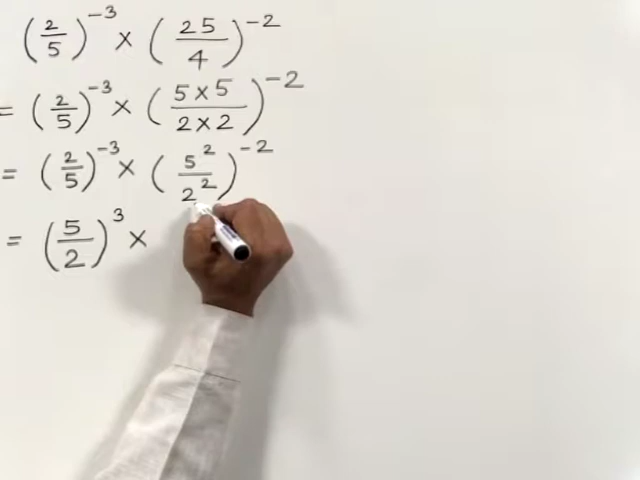 (2/5)^-3 × (25/4)^-2
= (2/5)^-3 × (5×5/2×2)^-2
= (2/5)^-3 × (5^2/2^2)^-2
= (5/2)^3 ×